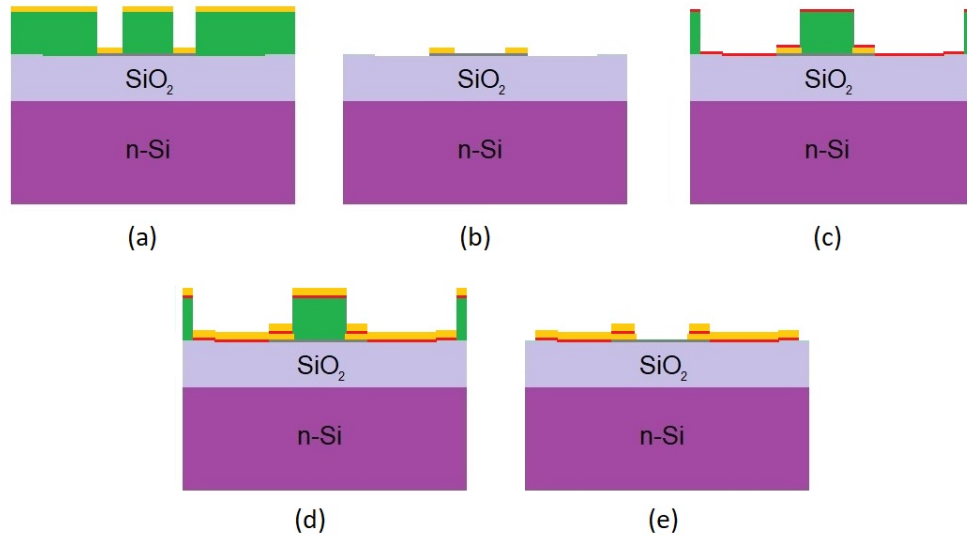 SiO₂
n-Si
(a)
SiO₂
n-Si
(b)
SiO₂
n-Si
(c)
SiO₂
n-Si
(d)
SiO₂
n-Si
(e)